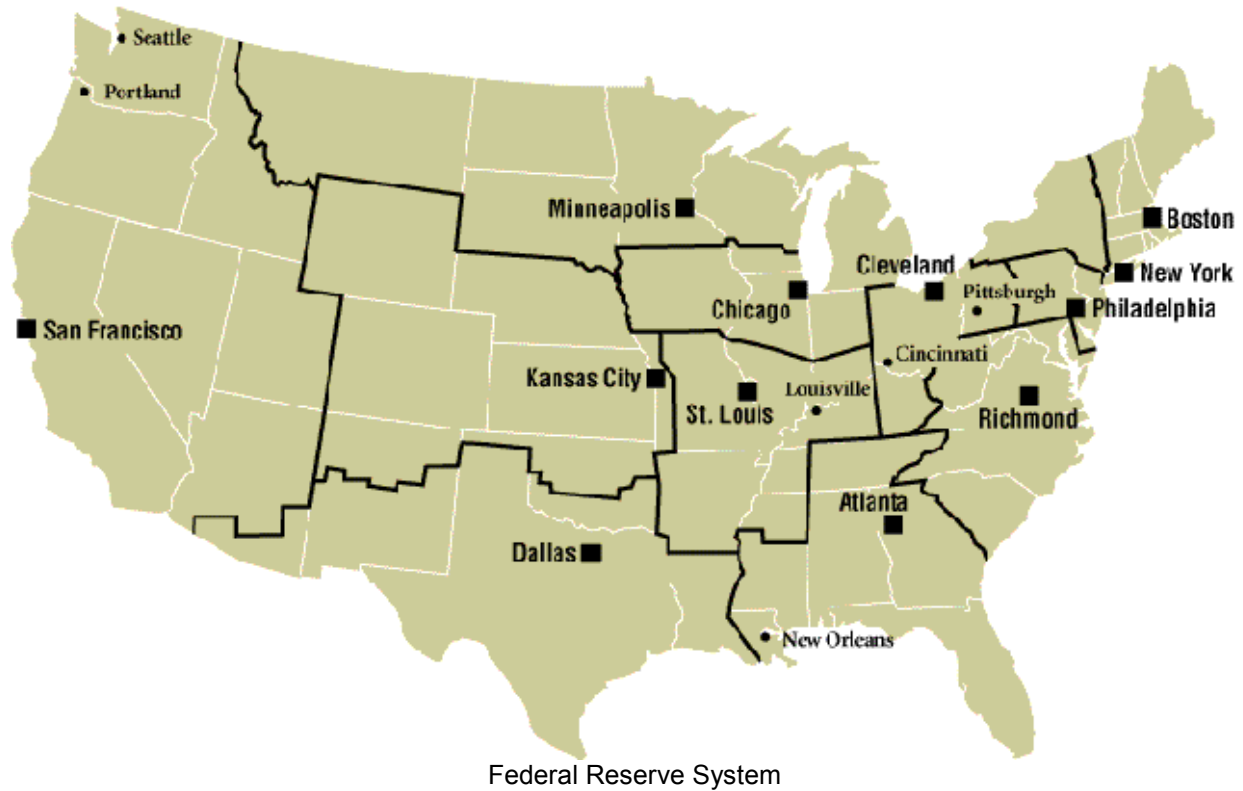 Seattle
Portland
Minneapolis
Boston
Cleveland
New York
Pittsburgh
Chicago
Philadelphia
San Francisco
Cincinnati
Kansas City
Louisville
St. Louis
Richmond
Atlanta
Dallas
New Orleans
Federal Reserve System